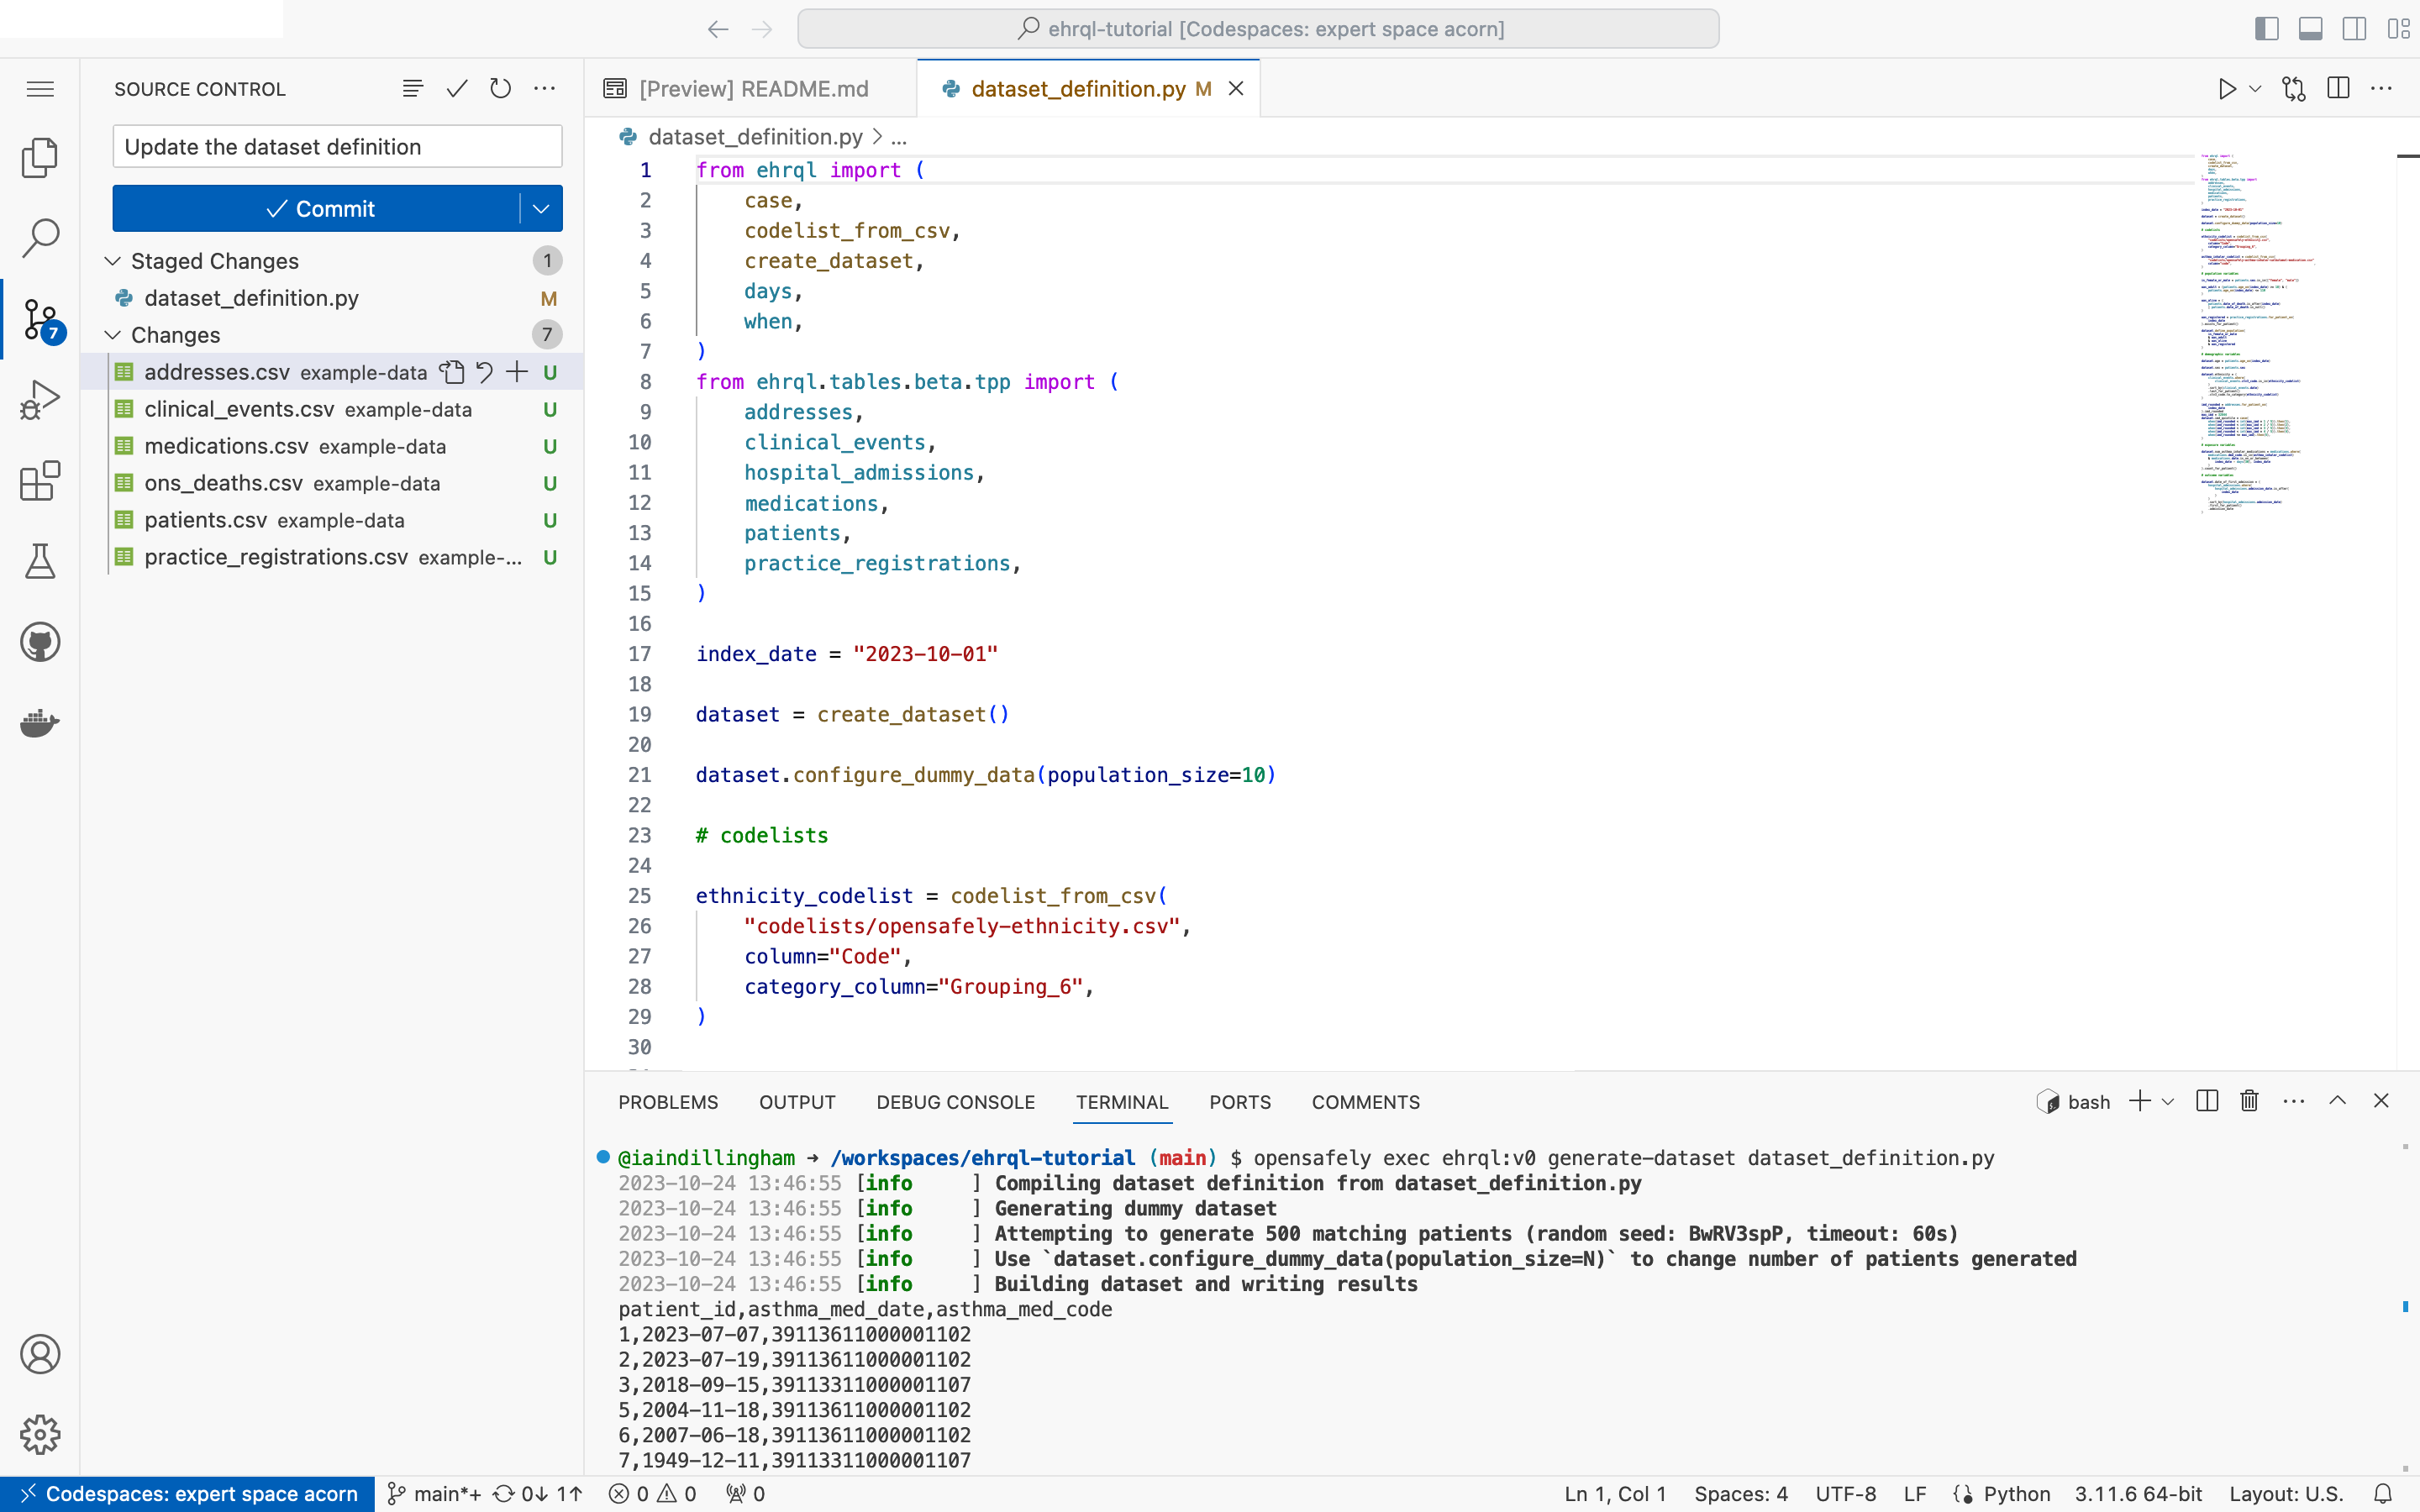 ehrql-tutorial [Codespaces: expert space acorn]
SOURCE CONTROL
Update the dataset definition
Commit
Staged Changes 1
dataset_definition.py M
Changes 7
addresses.csv example-data U
clinical_events.csv example-data U
medications.csv example-data U
ons_deaths.csv example-data U
patients.csv example-data U
practice_registrations.csv example-... U
7
[Preview] README.md
dataset_definition.py M
dataset_definition.py > ...
1 from ehrql import (
2 case,
3 codelist_from_csv,
4 create_dataset,
5 days,
6 when,
7 )
8 from ehrql.tables.beta.tpp import (
9 addresses,
10 clinical_events,
11 hospital_admissions,
12 medications,
13 patients,
14 practice_registrations,
15 )
16
17 index_date = "2023-10-01"
18
19 dataset = create_dataset()
20
21 dataset.configure_dummy_data(population_size=10)
22
23 # codelists
24
25 ethnicity_codelist = codelist_from_csv(
26 "codelists/opensafely-ethnicity.csv",
27 column="Code",
28 category_column="Grouping_6",
29 )
30
PROBLEMS OUTPUT DEBUG CONSOLE TERMINAL PORTS COMMENTS
bash
@iaindillingham → /workspaces/ehrql-tutorial (main) $ opensafely exec ehrql:v0 generate-dataset dataset_definition.py
2023-10-24 13:46:55 [info ] Compiling dataset definition from dataset_definition.py
2023-10-24 13:46:55 [info ] Generating dummy dataset
2023-10-24 13:46:55 [info ] Attempting to generate 500 matching patients (random seed: BwRV3spP, timeout: 60s)
2023-10-24 13:46:55 [info ] Use `dataset.configure_dummy_data(population_size=N)` to change number of patients generated
2023-10-24 13:46:55 [info ] Building dataset and writing results
patient_id,asthma_med_date,asthma_med_code
1,2023-07-07,39113611000001102
2,2023-07-19,39113611000001102
3,2018-09-15,39113311000001107
5,2004-11-18,39113611000001102
6,2007-06-18,39113611000001102
7,1949-12-11,39113311000001107
Codespaces: expert space acorn main*+ 0↓ 1↑ 0 0 0 Ln 1, Col 1 Spaces: 4 UTF-8 LF Python 3.11.6 64-bit Layout: U.S.